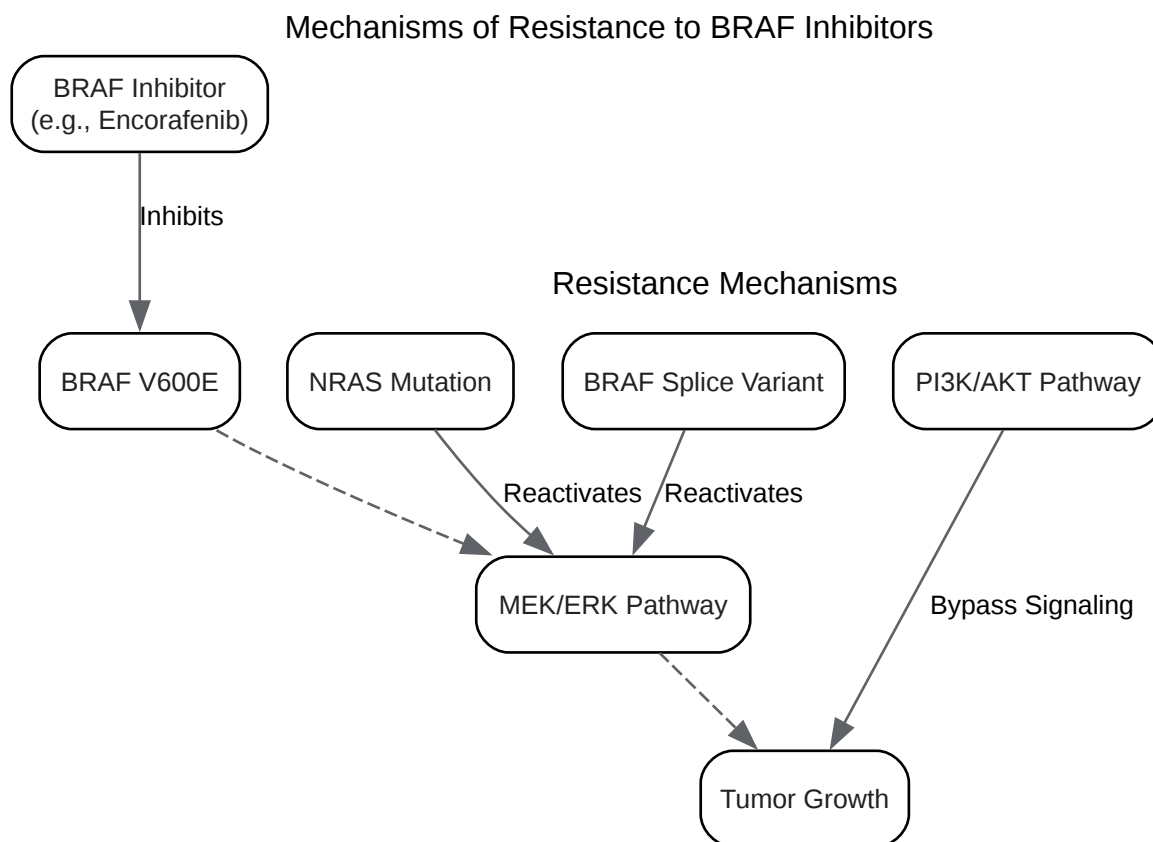 Mechanisms of Resistance to BRAF Inhibitors
BRAF Inhibitor
(e.g., Encorafenib)
Inhibits
Resistance Mechanisms
BRAF V600E
NRAS Mutation
BRAF Splice Variant
PI3K/AKT Pathway
Reactivates
Reactivates
MEK/ERK Pathway
Bypass Signaling
Tumor Growth